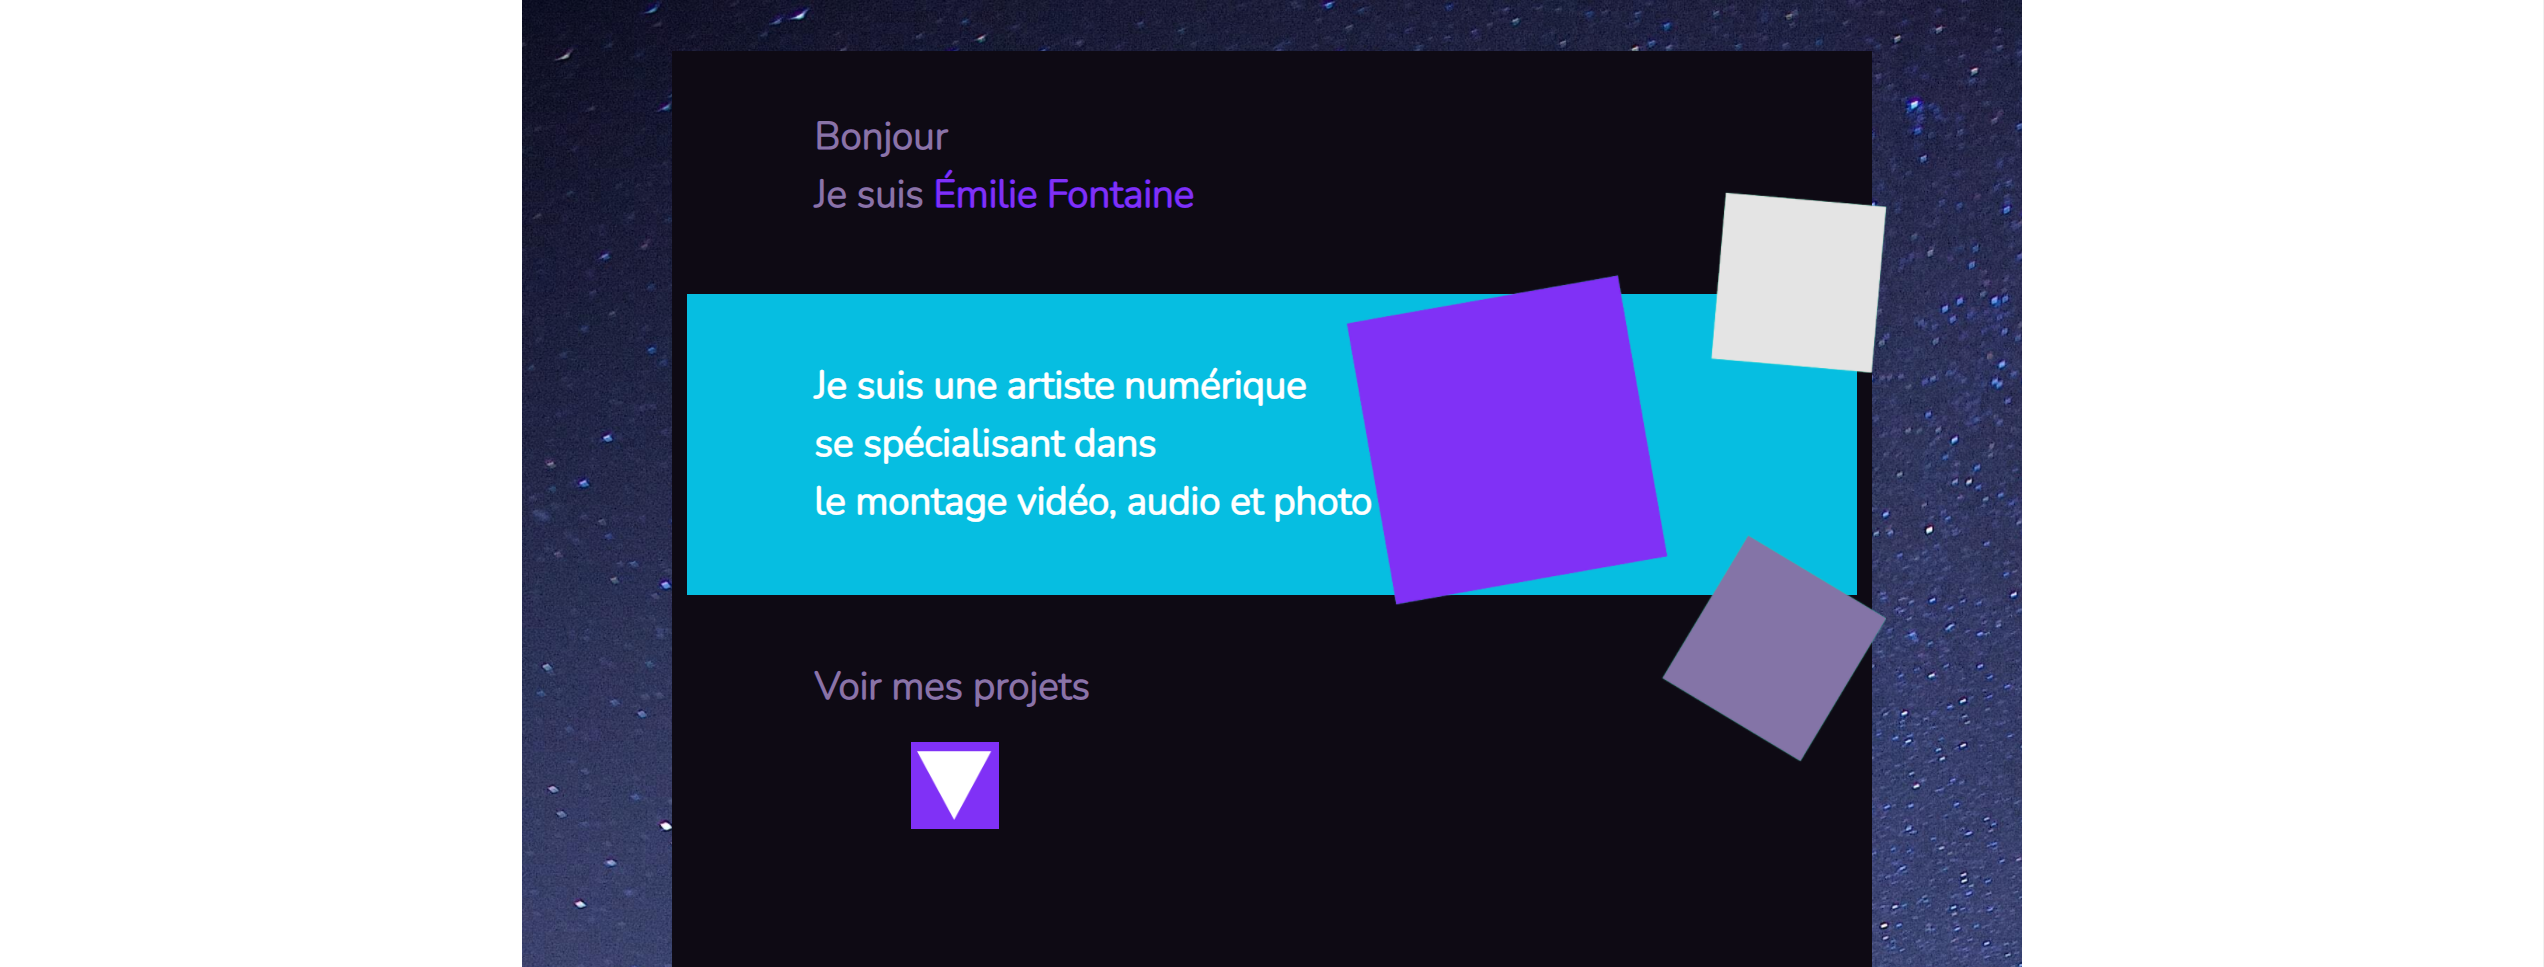 Bonjour
Je suis Émilie Fontaine
Je suis une artiste numérique
se spécialisant dans
le montage vidéo, audio et photo
Voir mes projets